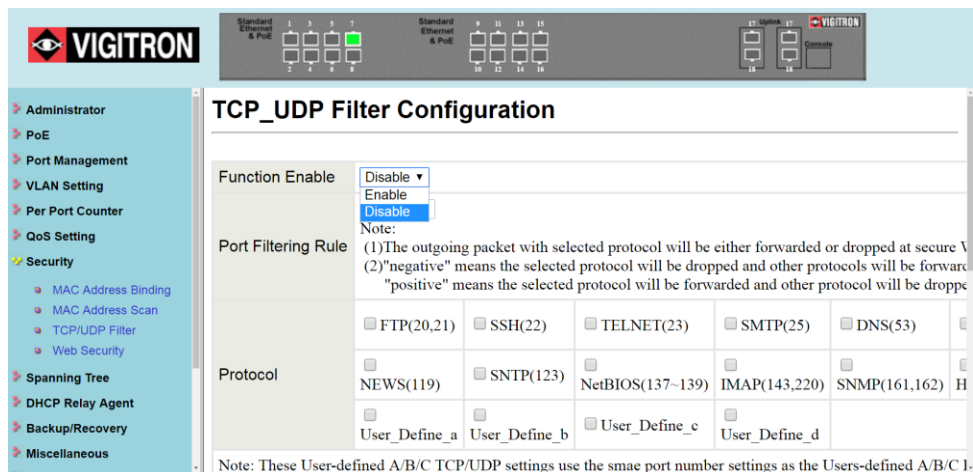 VIGITRON
Standard
Ethernet
& PoE
1 3 5 7
2 4 6 8
Standard
Ethernet
& PoE
9 11 13 15
10 12 14 16
17 Uplink 17
18 18
VIGITRON
Console
Administrator
PoE
Port Management
VLAN Setting
Per Port Counter
QoS Setting
Security
MAC Address Binding
MAC Address Scan
TCP/UDP Filter
Web Security
Spanning Tree
DHCP Relay Agent
Backup/Recovery
Miscellaneous
TCP_UDP Filter Configuration
Function Enable
Disable
Enable
Disable
Port Filtering Rule
Note:
(1)The outgoing packet with selected protocol will be either forwarded or dropped at secure
(2)"negative" means the selected protocol will be dropped and other protocols will be forward
"positive" means the selected protocol will be forwarded and other protocol will be droppe
Protocol
FTP(20,21) SSH(22) TELNET(23) SMTP(25) DNS(53)
NEWS(119) SNTP(123) NetBIOS(137~139) IMAP(143,220) SNMP(161,162) H
User_Define_a User_Define_b User_Define_c User_Define_d
Note: These User-defined A/B/C TCP/UDP settings use the smae port number settings as the Users-defined A/B/C